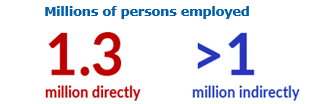 Millions of persons employed
1.3 >1
million directly million indirectly